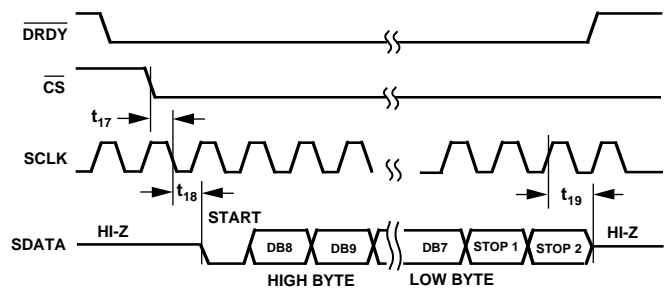 DRDY
CS
t17
SCLK
t18
t19
START
SDATA
HI-Z
DB8
DB9
DB7
STOP 1
STOP 2
HI-Z
HIGH BYTE
LOW BYTE